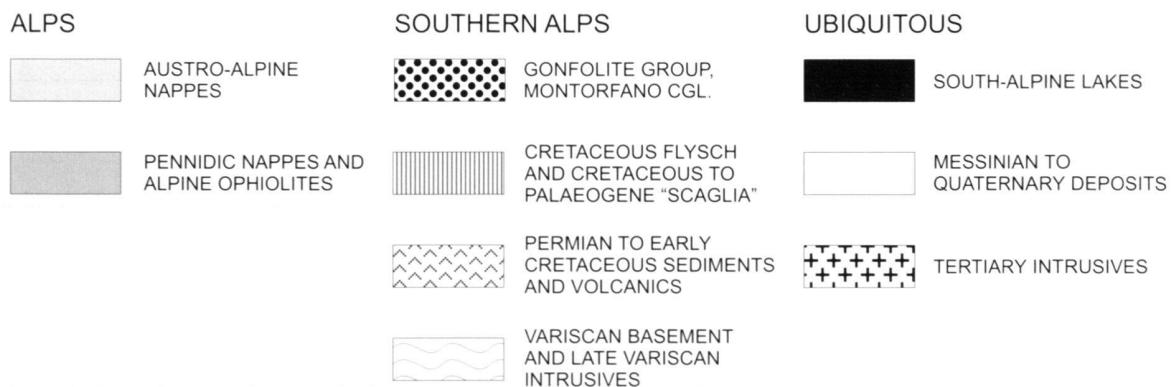 ALPS
AUSTRO-ALPINE
NAPPES
PENNIDIC NAPPES AND
ALPINE OPHIOLITES
SOUTHERN ALPS
GONFOLITE GROUP,
MONTORFANO CGL.
CRETACEOUS FLYSCH
AND CRETACEOUS TO
PALAEOGENE “SCAGLIA”
PERMIAN TO EARLY
CRETACEOUS SEDIMENTS
AND VOLCANICS
VARISCAN BASEMENT
AND LATE VARISCAN
INTRUSIVES
UBIQUITOUS
SOUTH-ALPINE LAKES
MESSINIAN TO
QUATERNARY DEPOSITS
TERTIARY INTRUSIVES